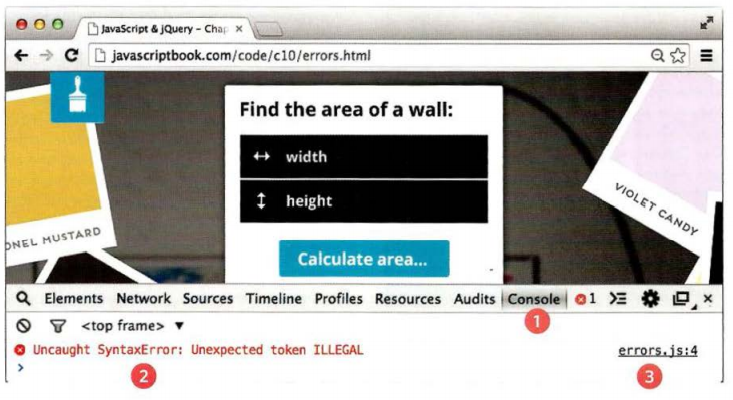 JavaScript & jQuery – Chap ×
javascriptbook.com/code/c10/errors.html
Find the area of a wall:
width
height
Calculate area...
ONEL MUSTARD
VIOLET CANDY
Elements Network Sources Timeline Profiles Resources Audits Console 1 ×
1
<top frame> ▼
Uncaught SyntaxError: Unexpected token ILLEGAL errors.js:4
>
2 3